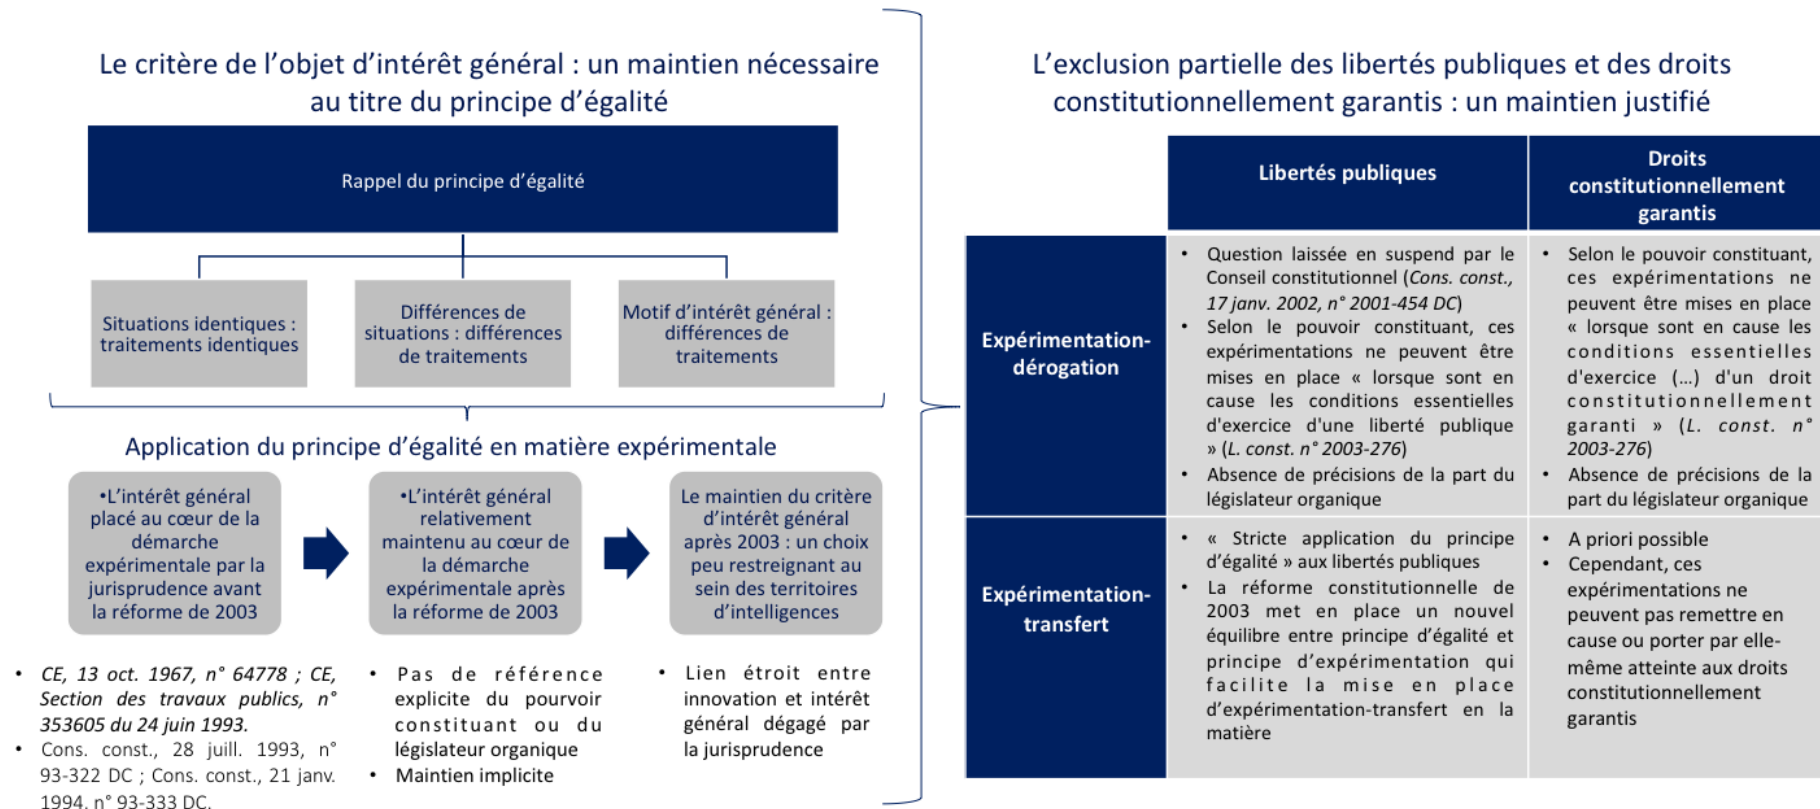 Le critère de l’objet d’intérêt général : un maintien nécessaire
au titre du principe d’égalité
Rappel du principe d’égalité
Situations identiques :
traitements identiques
Différences de
situations : différences
de traitements
Motif d’intérêt général :
différences de
traitements
Application du principe d’égalité en matière expérimentale
•L’intérêt général
placé au cœur de la
démarche
expérimentale par la
jurisprudence avant
la réforme de 2003
•L’intérêt général
relativement
maintenu au cœur de
la démarche
expérimentale après
la réforme de 2003
Le maintien du critère
d’intérêt général
après 2003 : un choix
peu restreignant au
sein des territoires
d’intelligences
• CE, 13 oct. 1967, n° 64778 ; CE,
Section des travaux publics, n°
353605 du 24 juin 1993.
• Cons. const., 28 juill. 1993, n°
93-322 DC ; Cons. const., 21 janv.
1994, n° 93-333 DC.
• Pas de référence
explicite du pourvoir
constituant ou du
législateur organique
• Maintien implicite
• Lien étroit entre
innovation et intérêt
général dégagé par
la jurisprudence
L’exclusion partielle des libertés publiques et des droits
constitutionnellement garantis : un maintien justifié
Libertés publiques
Droits
constitutionnellement
garantis
Expérimentation-
dérogation
• Question laissée en suspend par le
Conseil constitutionnel (Cons. const.,
17 janv. 2002, n° 2001-454 DC)
• Selon le pouvoir constituant, ces
expérimentations ne peuvent être
mises en place « lorsque sont en
cause les conditions essentielles
d'exercice d'une liberté publique
» (L. const. n° 2003-276)
• Absence de précisions de la part du
législateur organique
• Selon le pouvoir constituant,
ces expérimentations ne
peuvent être mises en place
« lorsque sont en cause les
conditions essentielles
d'exercice (…) d'un droit
constitutionnellement
garanti » (L. const. n°
2003-276)
• Absence de précisions de la
part du législateur organique
Expérimentation-
transfert
• « Stricte application du principe
d’égalité » aux libertés publiques
• La réforme constitutionnelle de
2003 met en place un nouvel
équilibre entre principe d’égalité et
principe d’expérimentation qui
facilite la mise en place
d’expérimentation-transfert en la
matière
• A priori possible
• Cependant, ces
expérimentations ne
peuvent pas remettre en
cause ou porter par elle-
même atteinte aux droits
constitutionnellement
garantis